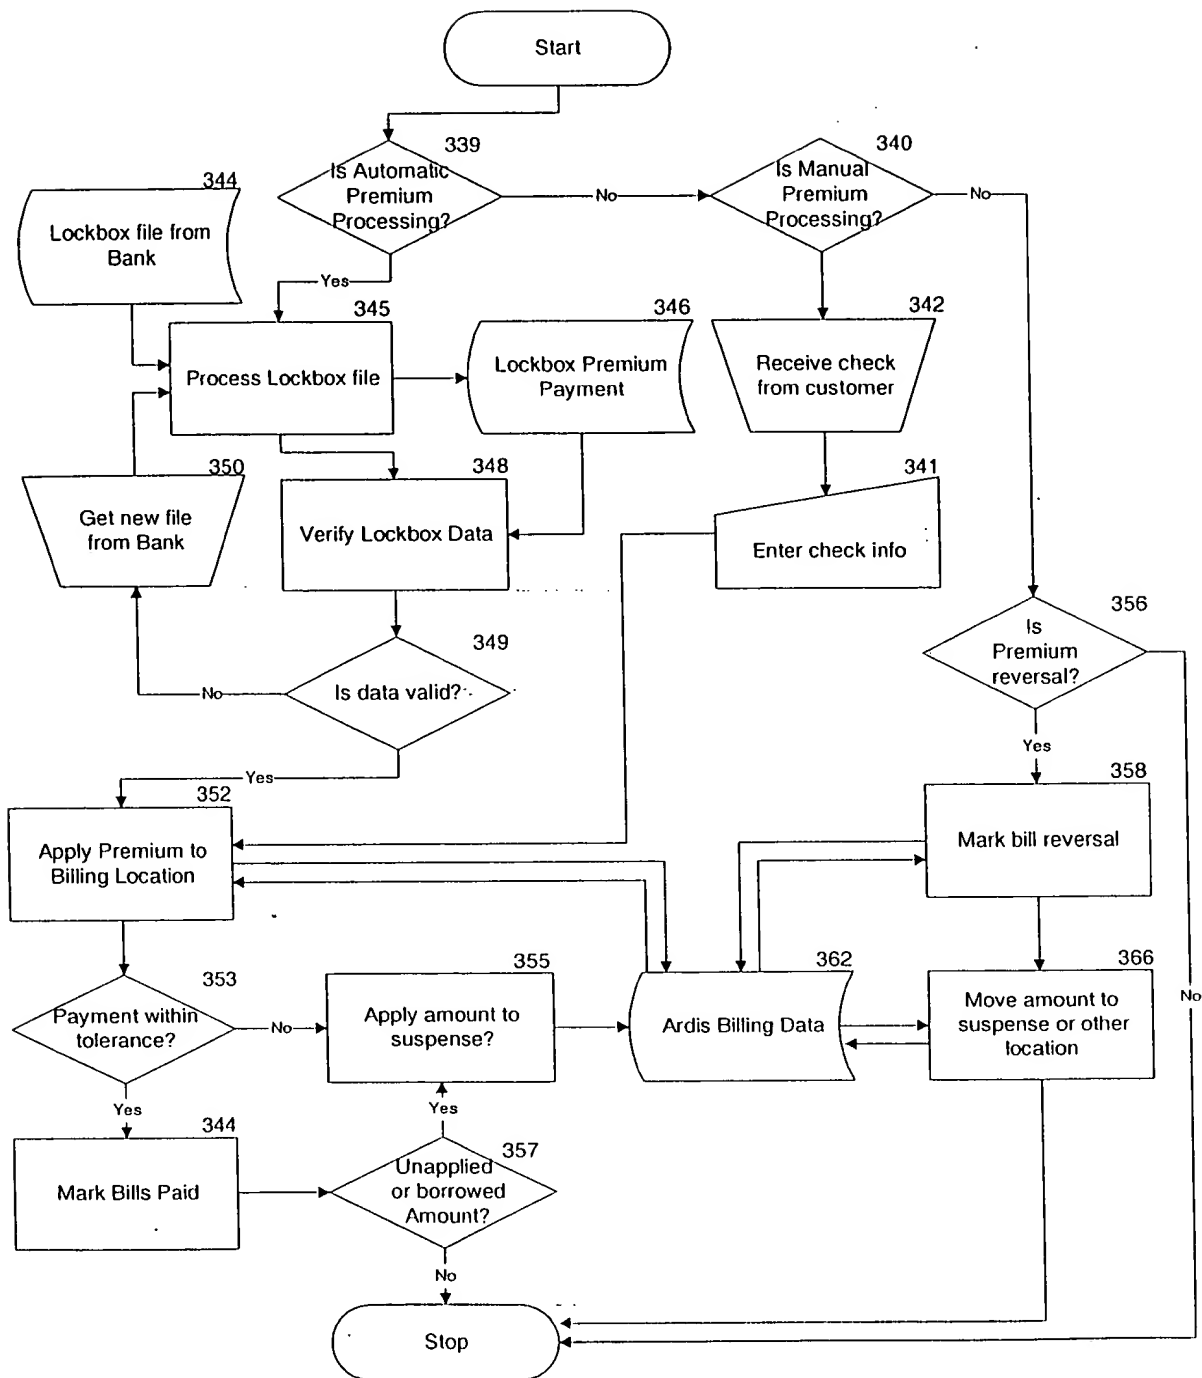 Start
339
Is Automatic
Premium
Processing?
No
340
Is Manual
Premium
Processing?
No
344
Lockbox file from
Bank
Yes
345
Process Lockbox file
346
Lockbox Premium
Payment
342
Receive check
from customer
350
Get new file
from Bank
348
Verify Lockbox Data
341
Enter check info
349
Is data valid?
No
Yes
356
Is
Premium
reversal?
Yes
No
352
Apply Premium to
Billing Location
358
Mark bill reversal
353
Payment within
tolerance?
No
355
Apply amount to
suspense?
362
Ardis Billing Data
366
Move amount to
suspense or other
location
Yes
344
Mark Bills Paid
Yes
357
Unapplied
or borrowed
Amount?
No
Stop